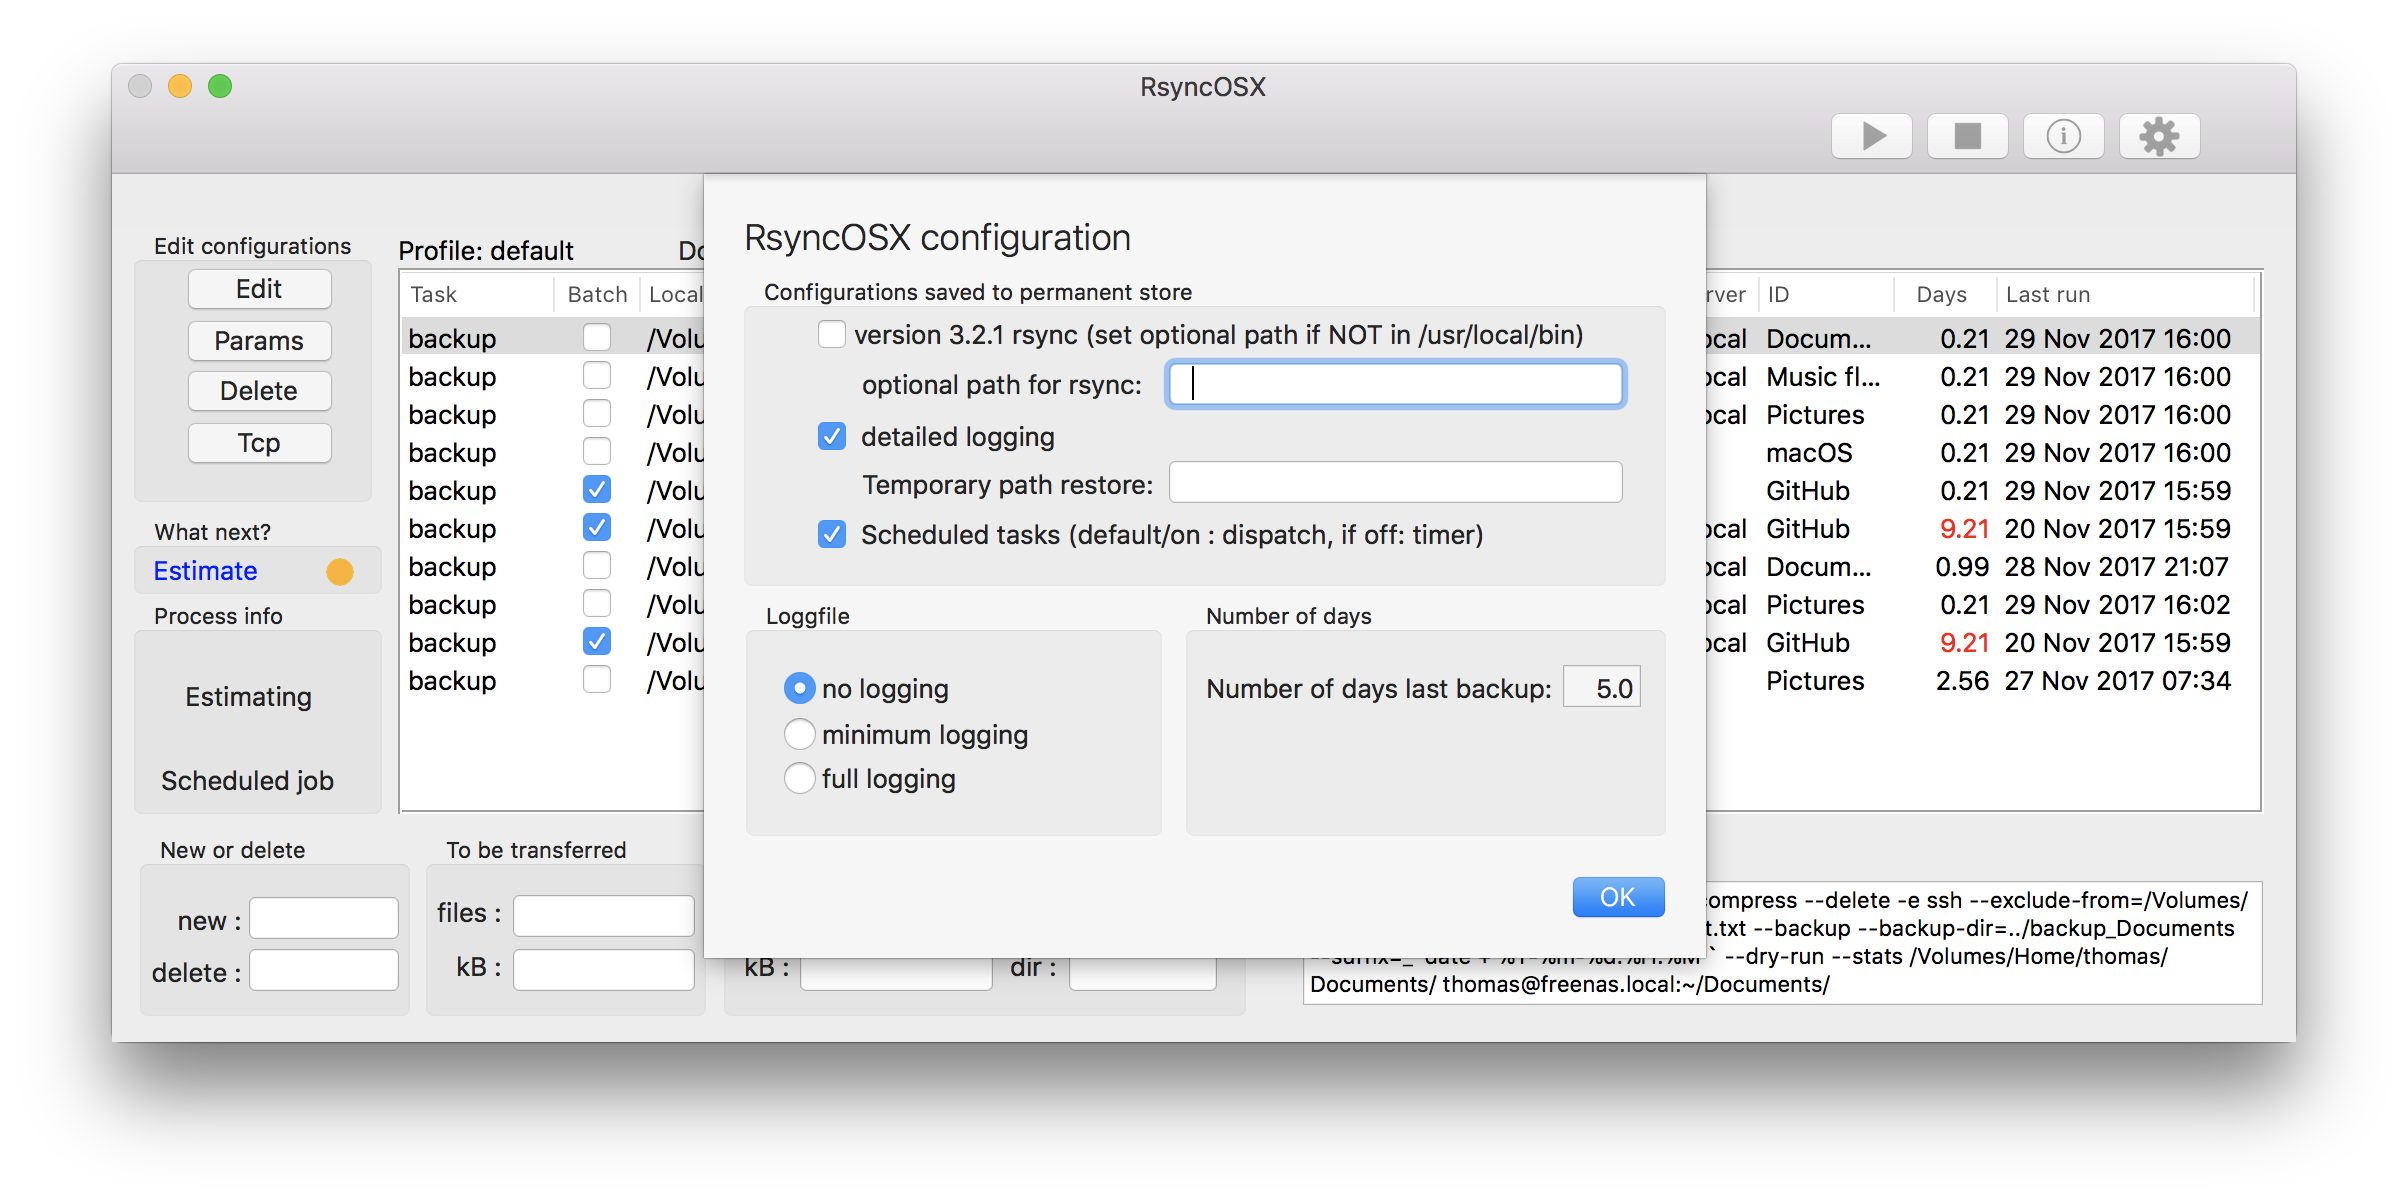 RsyncOSX
RsyncOSX configuration
Configurations saved to permanent store
version 3.2.1 rsync (set optional path if NOT in /usr/local/bin)
optional path for rsync:
detailed logging
Temporary path restore:
Scheduled tasks (default/on : dispatch, if off: timer)
Loggfile
no logging
minimum logging
full logging
Number of days
Number of days last backup: 5.0
OK
Edit configurations
Edit
Params
Delete
Tcp
What next?
Estimate
Process info
Estimating
Scheduled job
Profile: default
Task Batch Local rver ID Days Last run
backup /Volu ocal Docum... 0.21 29 Nov 2017 16:00
backup /Volu ocal Music fl... 0.21 29 Nov 2017 16:00
backup /Volu ocal Pictures 0.21 29 Nov 2017 16:00
backup /Volu macOS 0.21 29 Nov 2017 16:00
backup /Volu GitHub 0.21 29 Nov 2017 15:59
backup /Volu ocal GitHub 9.21 20 Nov 2017 15:59
backup /Volu ocal Docum... 0.99 28 Nov 2017 21:07
backup /Volu ocal Pictures 0.21 29 Nov 2017 16:02
backup /Volu ocal GitHub 9.21 20 Nov 2017 15:59
backup /Volu Pictures 2.56 27 Nov 2017 07:34
New or delete
new :
delete :
To be transferred
files :
kB :
kB : dir :
ompress --delete -e ssh --exclude-from=/Volumes/
t.txt --backup --backup-dir=../backup_Documents
--dry-run --stats /Volumes/Home/thomas/
Documents/ thomas@freenas.local:~/Documents/